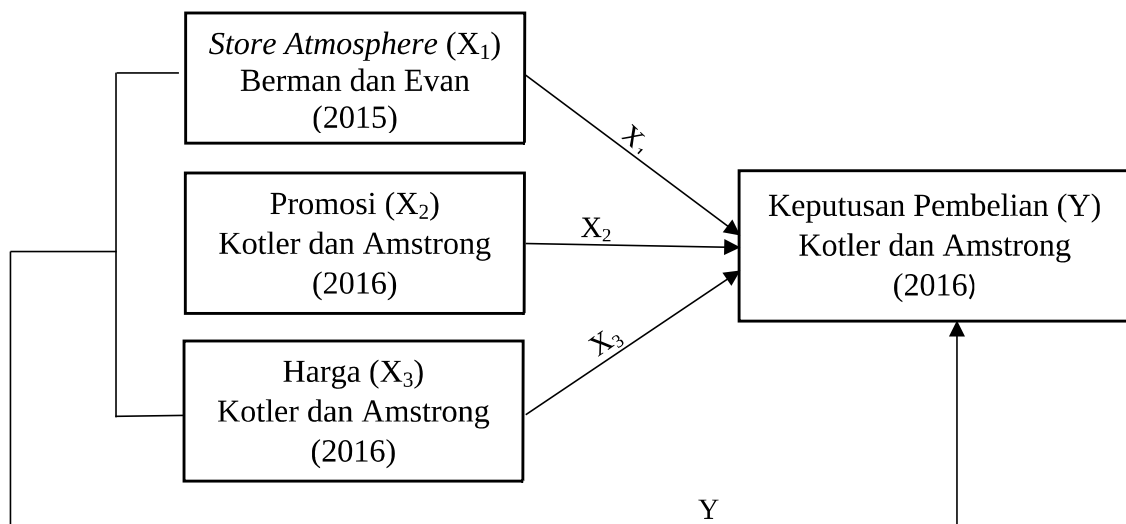 Store Atmosphere (X₁)
Berman dan Evan
(2015)
X₁
Promosi (X₂)
Kotler dan Amstrong
(2016)
X₂
Keputusan Pembelian (Y)
Kotler dan Amstrong
(2016)
Harga (X₃)
Kotler dan Amstrong
(2016)
X₃
Y